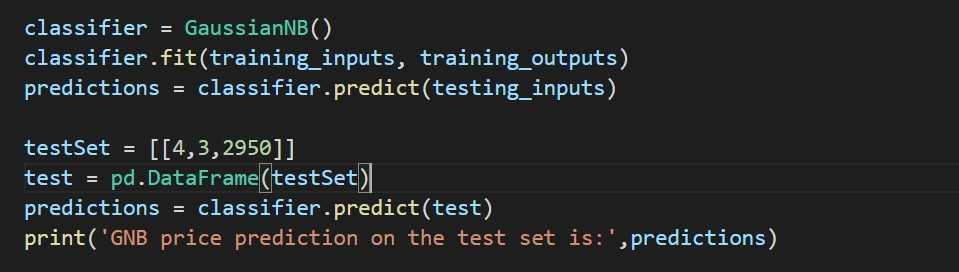 classifier = GaussianNB()
classifier.fit(training_inputs, training_outputs)
predictions = classifier.predict(testing_inputs)
testSet = [[4,3,2950]]
test = pd.DataFrame(testSet)
predictions = classifier.predict(test)
print('GNB price prediction on the test set is:',predictions)